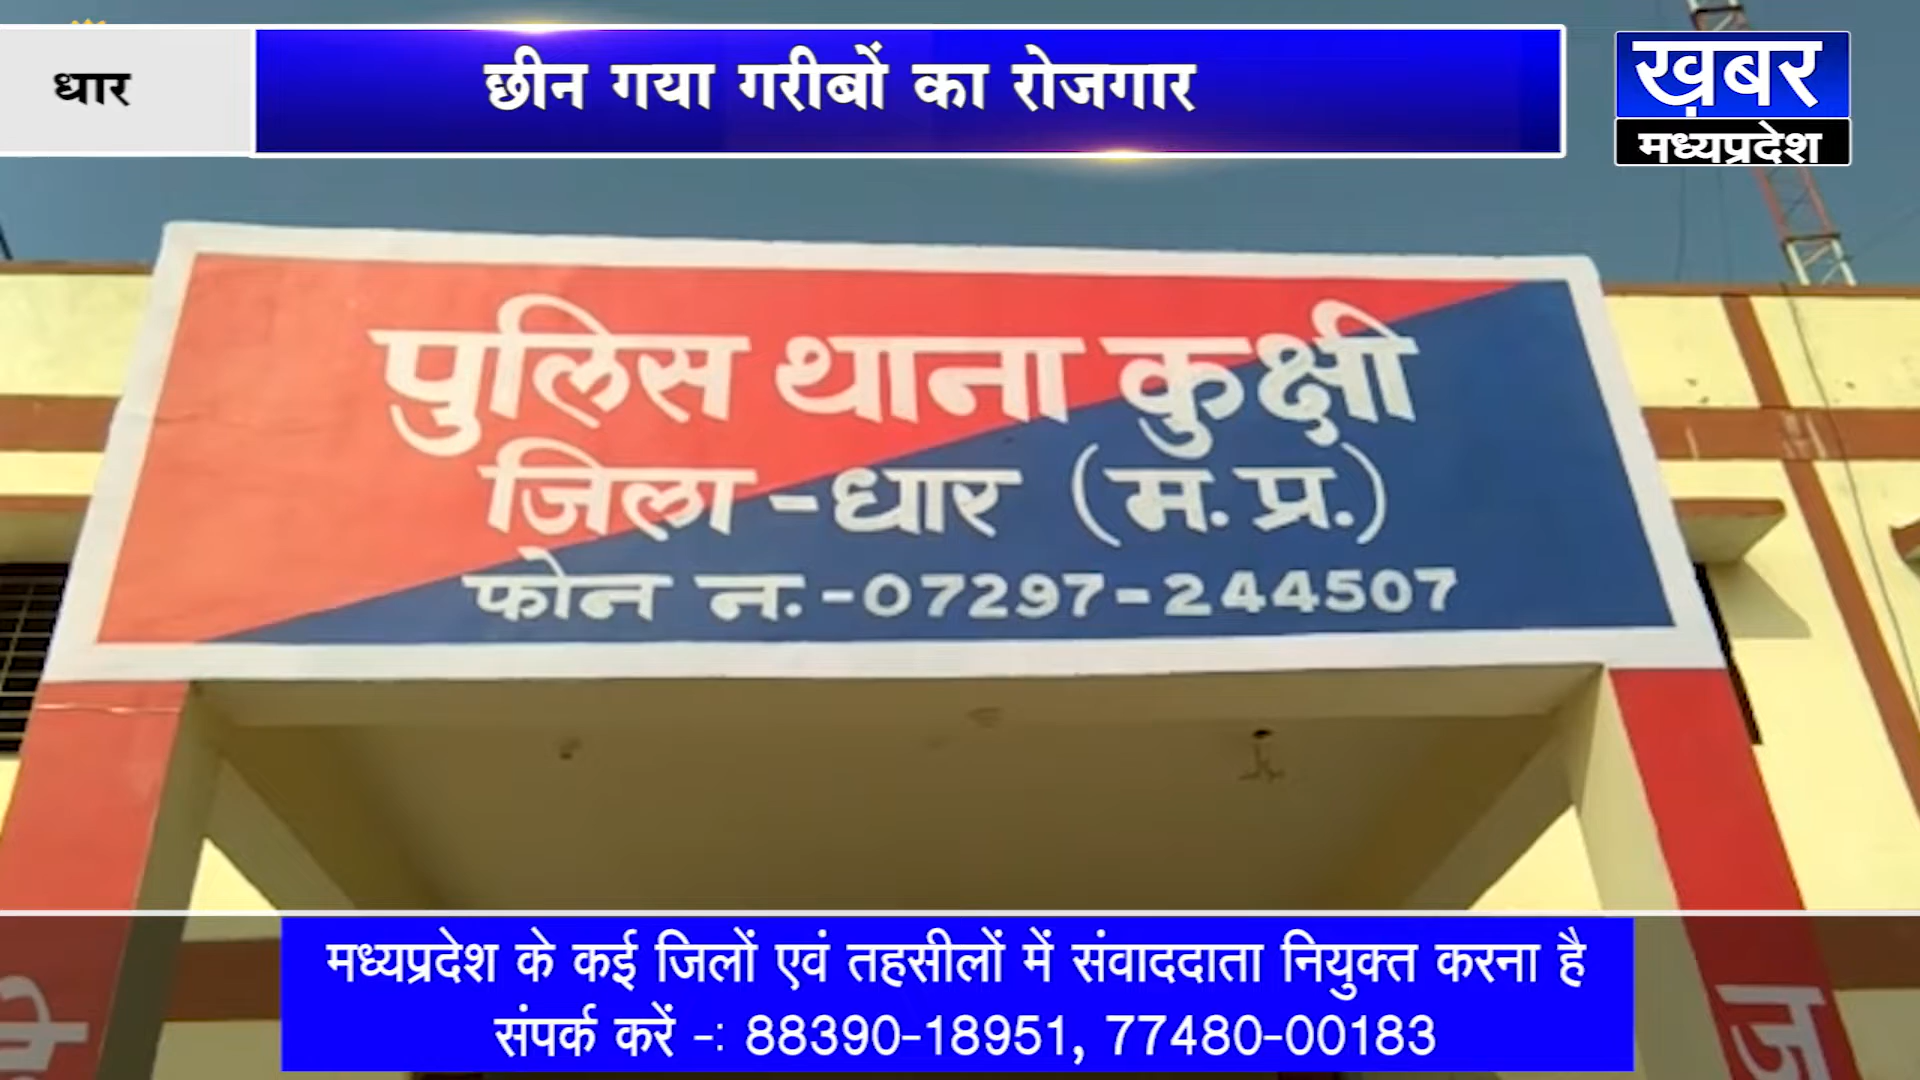 धार
छीन गया गरीबों का रोजगार
ख़बर
मध्यप्रदेश
पुलिस थाना कुक्षी
जिला -धार (म.प्र.)
फोन न.-07297-244507
मध्यप्रदेश के कई जिलों एवं तहसीलों में संवाददाता नियुक्त करना है
संपर्क करें -: 88390-18951, 77480-00183